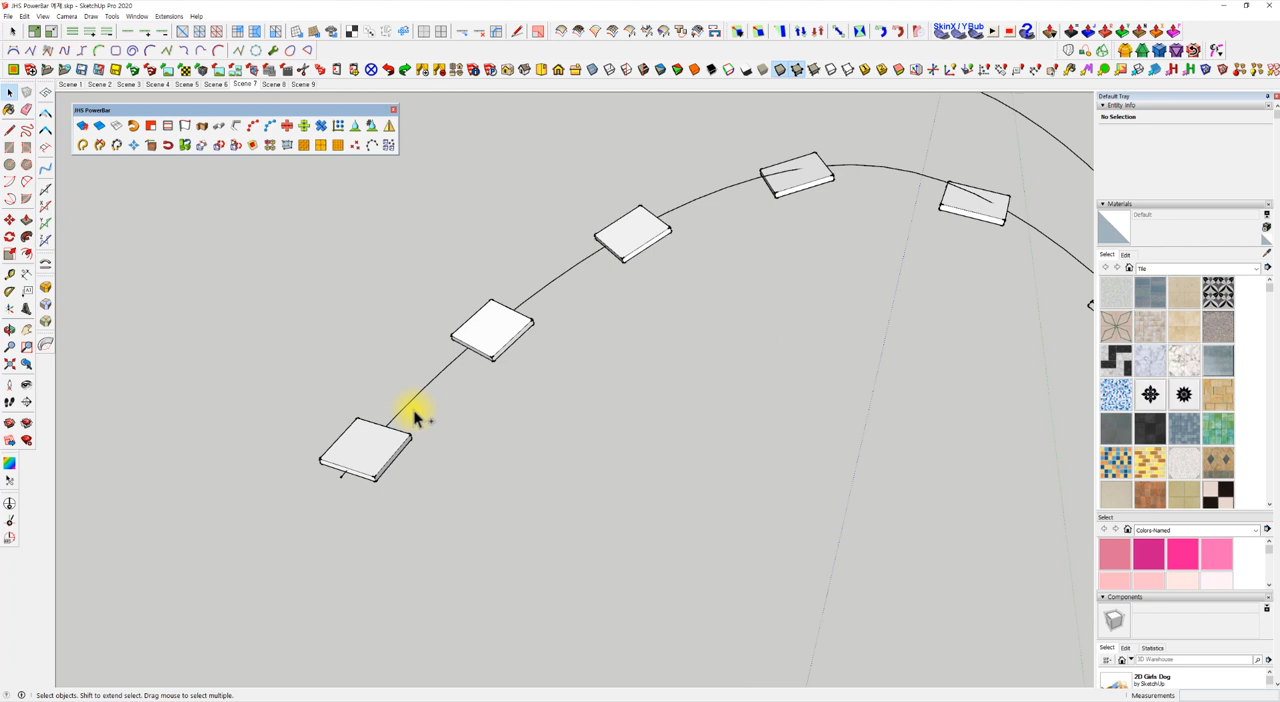 JHS PowerBar 예제.skp - SketchUp Pro 2020
File Edit View Camera Draw Tools Window Extensions Help
SkinX/YBub
Scene 1 Scene 2 Scene 3 Scene 4 Scene 5 Scene 6 Scene 7 Scene 8 Scene 9
JHS PowerBar
Default Tray
Entity Info
No Selection
Materials
Default
Select Edit
Tile
Select
Colors-Named
Components
Select Edit Statistics
3D Warehouse
2D Girls Dog
by SketchUp
Select objects. Shift to extend select. Drag mouse to select multiple.
Measurements